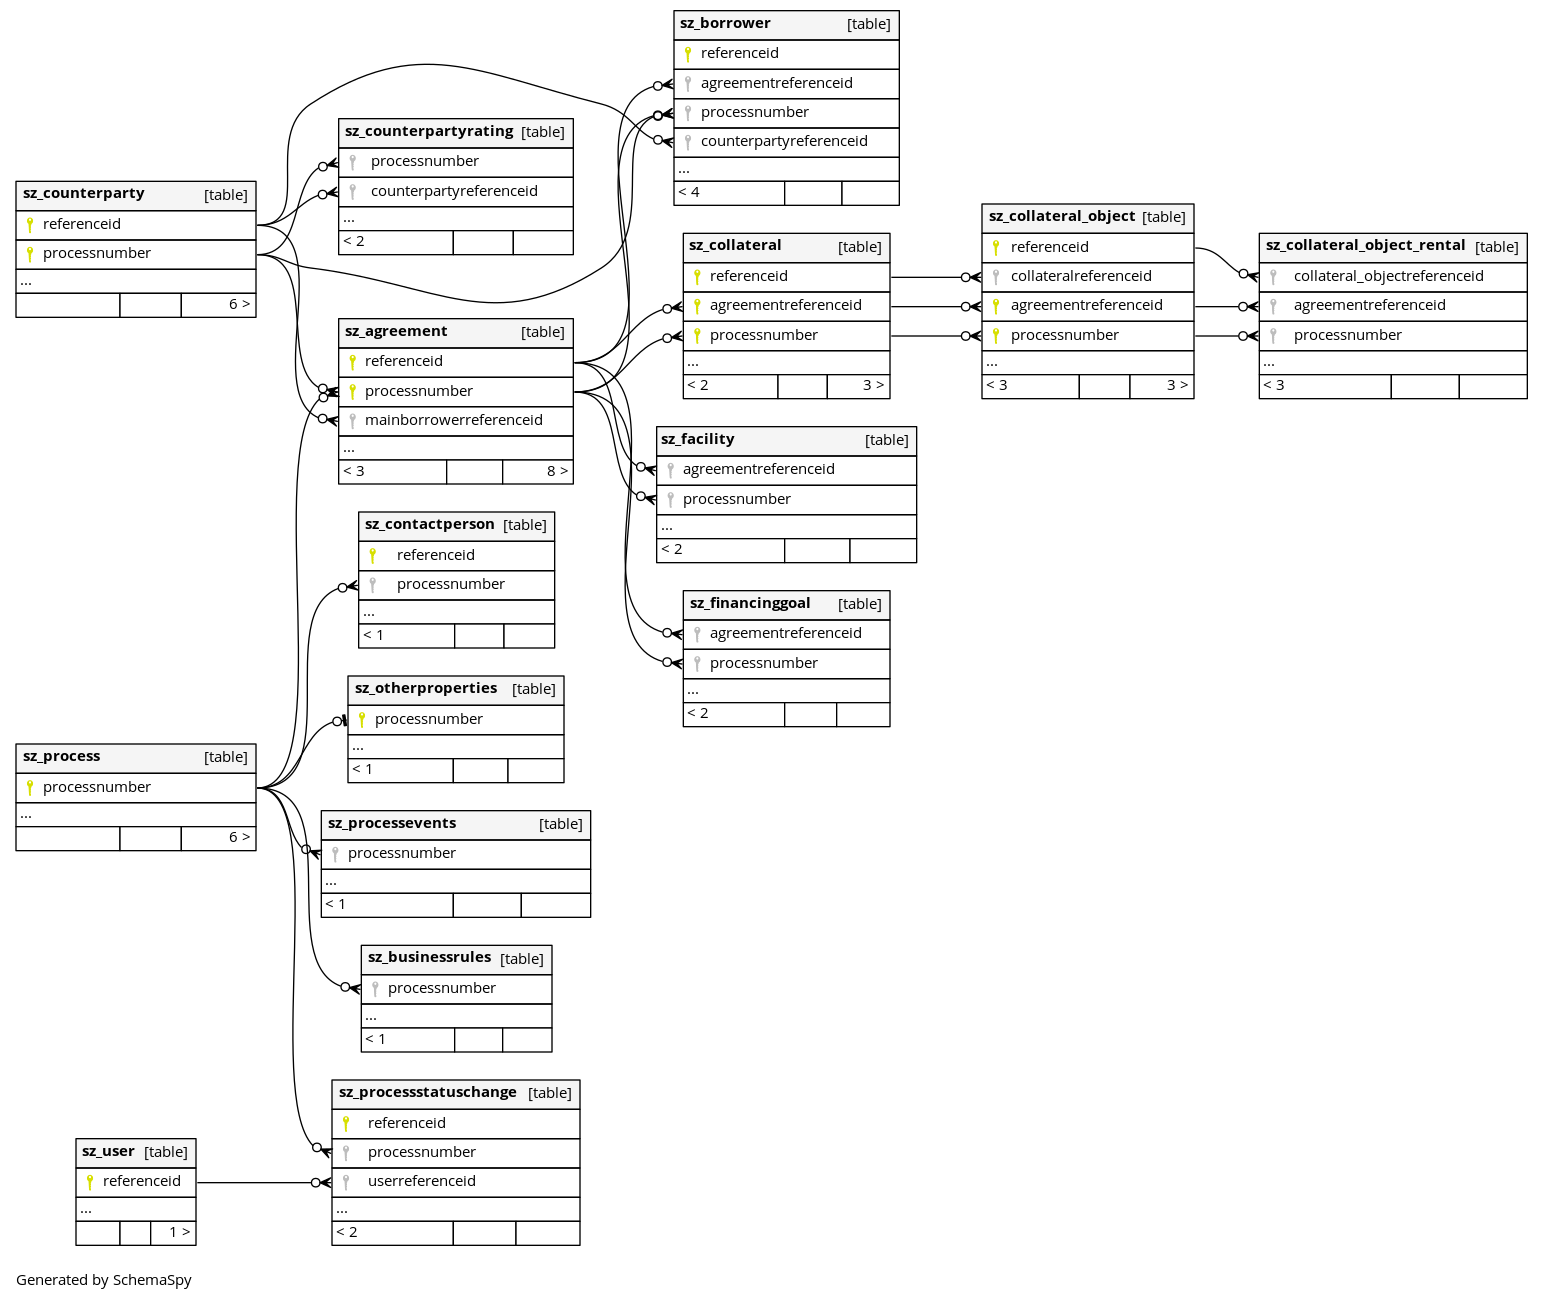 sz_borrower [table]
referenceid
agreementreferenceid
processnumber
counterpartyreferenceid
...
< 4
sz_counterpartyrating [table]
processnumber
counterpartyreferenceid
...
< 2
sz_counterparty [table]
referenceid
processnumber
...
6 >
sz_collateral_object [table]
referenceid
collateralreferenceid
agreementreferenceid
processnumber
...
< 3 3 >
sz_collateral [table]
referenceid
agreementreferenceid
processnumber
...
< 2 3 >
sz_collateral_object_rental [table]
collateral_objectreferenceid
agreementreferenceid
processnumber
...
< 3
sz_agreement [table]
referenceid
processnumber
mainborrowerreferenceid
...
< 3 8 >
sz_facility [table]
agreementreferenceid
processnumber
...
< 2
sz_contactperson [table]
referenceid
processnumber
...
< 1
sz_financinggoal [table]
agreementreferenceid
processnumber
...
< 2
sz_otherproperties [table]
processnumber
...
< 1
sz_process [table]
processnumber
...
6 >
sz_processevents [table]
processnumber
...
< 1
sz_businessrules [table]
processnumber
...
< 1
sz_processstatuschange [table]
referenceid
processnumber
userreferenceid
...
< 2
sz_user [table]
referenceid
...
1 >
Generated by SchemaSpy